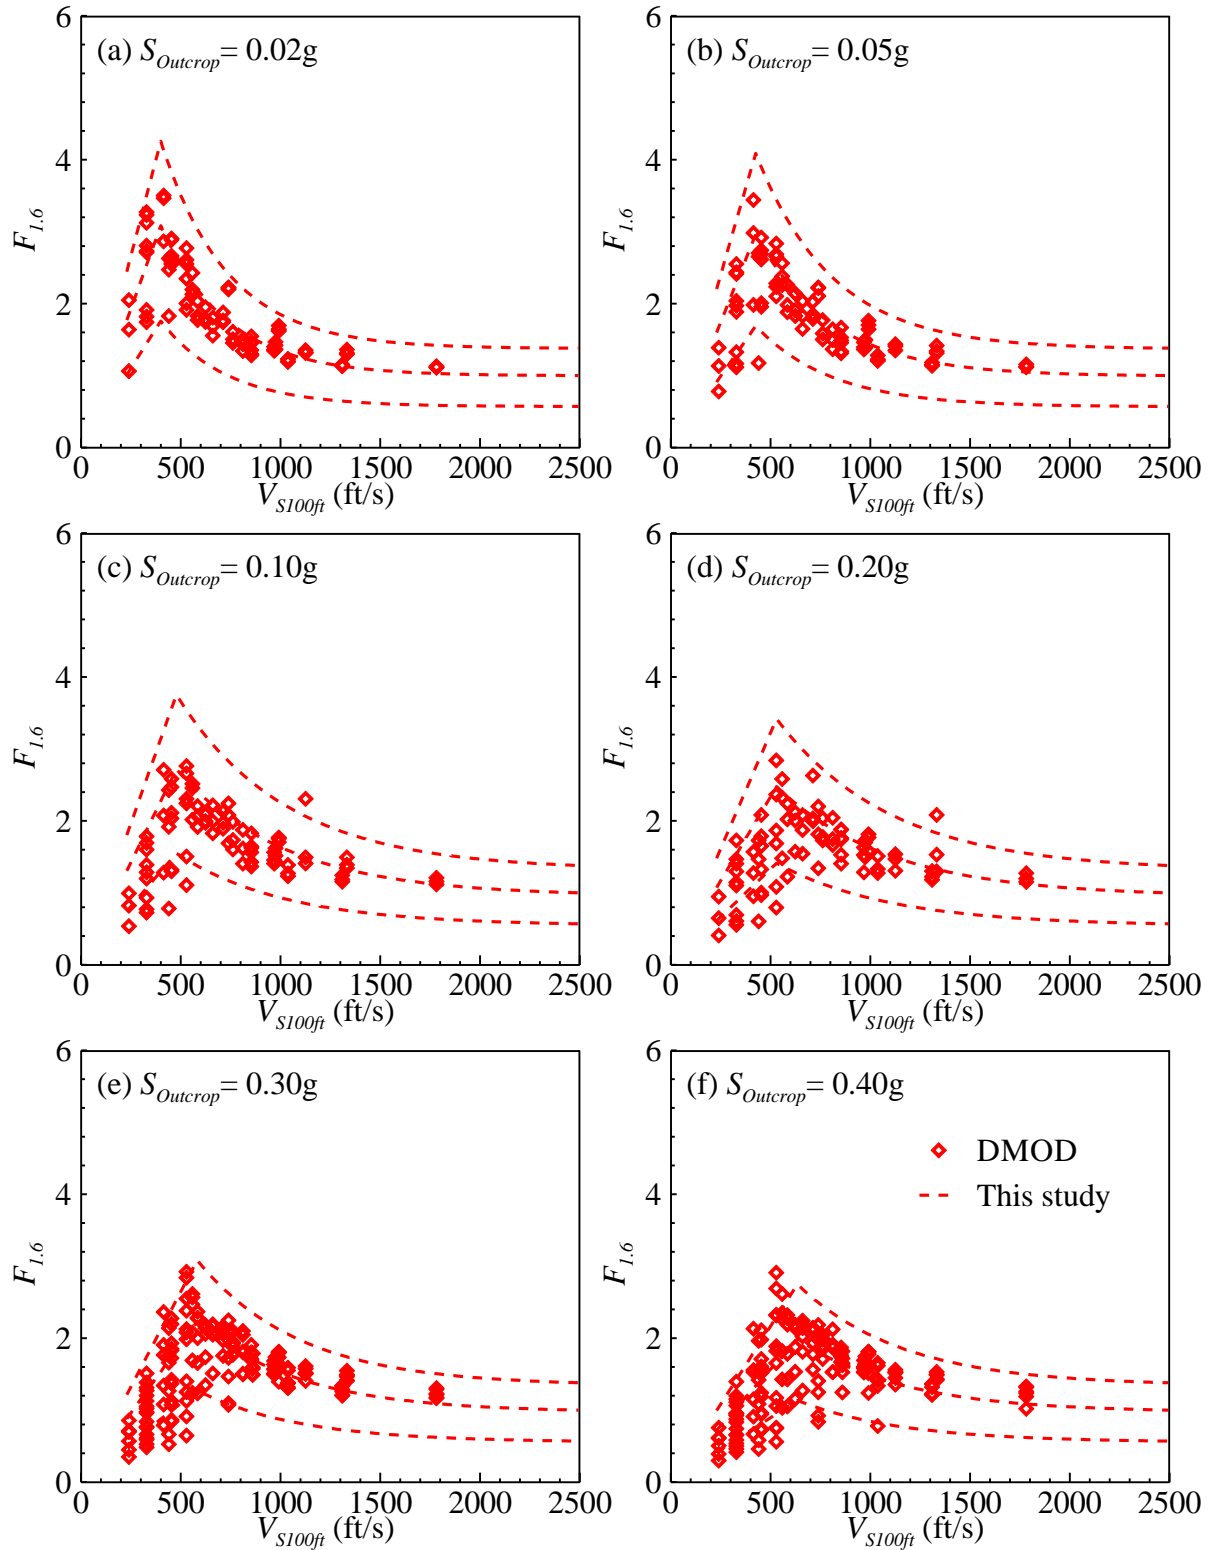 (a) S_Outcrop = 0.02g
6
4
2
0
F_1.6
0 500 1000 1500 2000 2500
V_S100ft (ft/s)
(b) S_Outcrop = 0.05g
6
4
2
0
F_1.6
0 500 1000 1500 2000 2500
V_S100ft (ft/s)
(c) S_Outcrop = 0.10g
6
4
2
0
F_1.6
0 500 1000 1500 2000 2500
V_S100ft (ft/s)
(d) S_Outcrop = 0.20g
6
4
2
0
F_1.6
0 500 1000 1500 2000 2500
V_S100ft (ft/s)
(e) S_Outcrop = 0.30g
6
4
2
0
F_1.6
0 500 1000 1500 2000 2500
V_S100ft (ft/s)
(f) S_Outcrop = 0.40g
DMOD
This study
6
4
2
0
F_1.6
0 500 1000 1500 2000 2500
V_S100ft (ft/s)